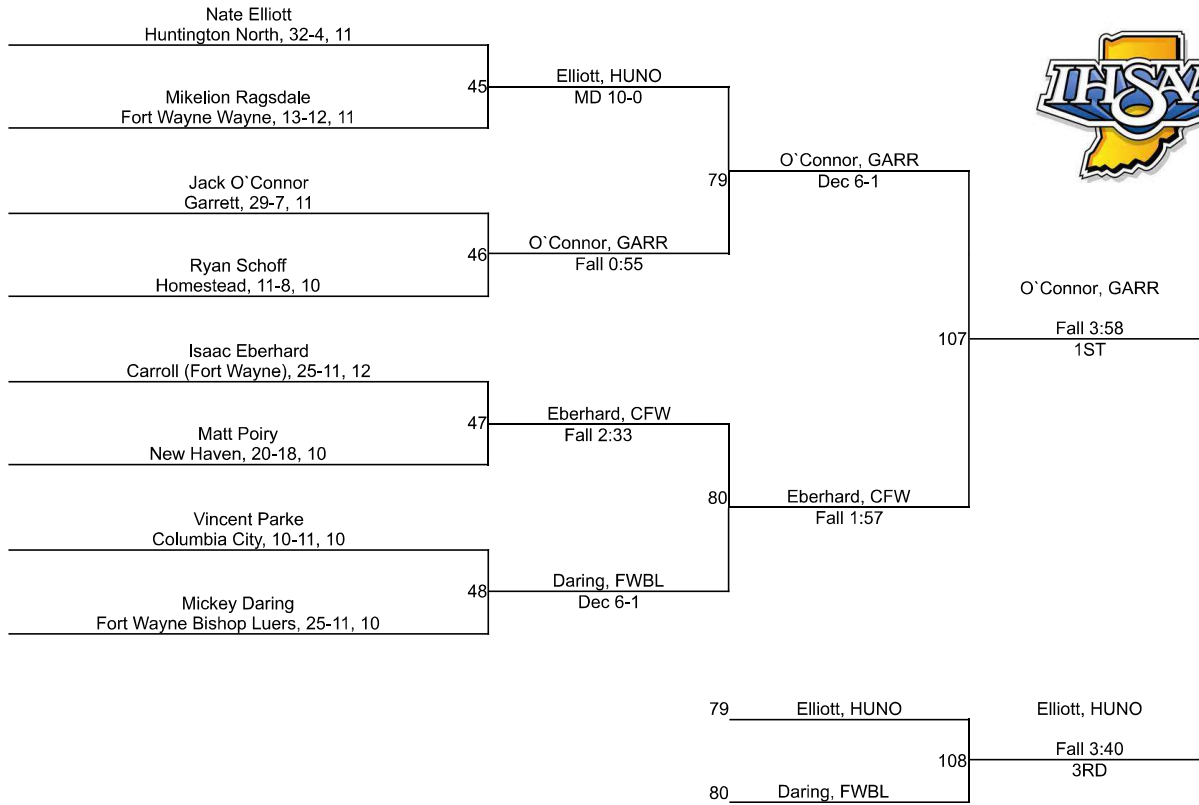 Nate Elliott
Huntington North, 32-4, 11
45
Mikelion Ragsdale
Fort Wayne Wayne, 13-12, 11
Elliott, HUNO
MD 10-0
79
Jack O`Connor
Garrett, 29-7, 11
46
Ryan Schoff
Homestead, 11-8, 10
O`Connor, GARR
Fall 0:55
O`Connor, GARR
Dec 6-1
107
Isaac Eberhard
Carroll (Fort Wayne), 25-11, 12
47
Matt Poiry
New Haven, 20-18, 10
Eberhard, CFW
Fall 2:33
80
Vincent Parke
Columbia City, 10-11, 10
48
Mickey Daring
Fort Wayne Bishop Luers, 25-11, 10
Daring, FWBL
Dec 6-1
Eberhard, CFW
Fall 1:57
O`Connor, GARR
Fall 3:58
1ST
79
Elliott, HUNO
108
80
Daring, FWBL
Elliott, HUNO
Fall 3:40
3RD
IHSAA